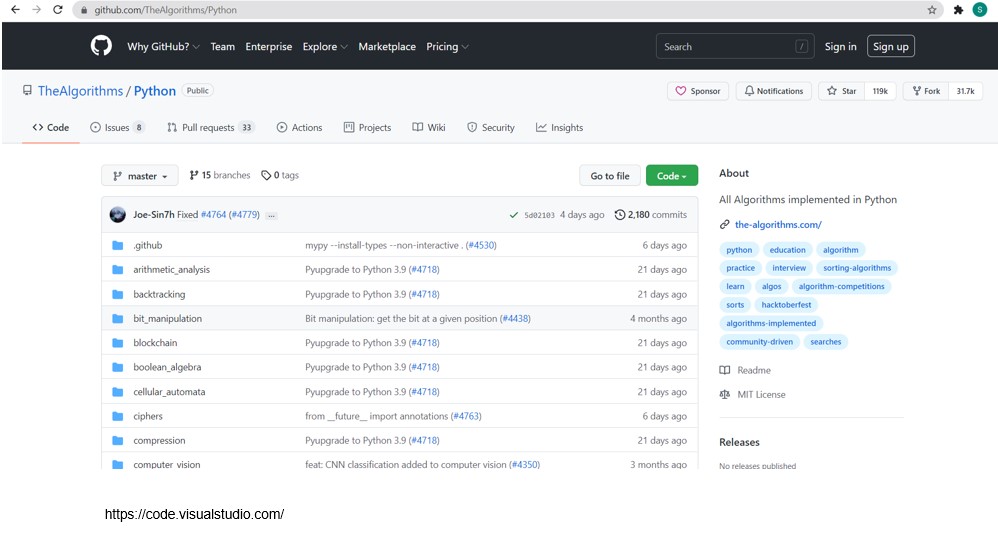 github.com/TheAlgorithms/Python
S
Why GitHub? Team Enterprise Explore Marketplace Pricing Search / Sign in Sign up
TheAlgorithms / Python Public Sponsor Notifications Star 119k Fork 31.7k
Code Issues 8 Pull requests 33 Actions Projects Wiki Security Insights
master 15 branches 0 tags Go to file Code
Joe-Sin7h Fixed #4764 (#4779) ... 5d02103 4 days ago 2,180 commits
.github mypy --install-types --non-interactive . (#4530) 6 days ago
arithmetic_analysis Pyupgrade to Python 3.9 (#4718) 21 days ago
backtracking Pyupgrade to Python 3.9 (#4718) 21 days ago
bit_manipulation Bit manipulation: get the bit at a given position (#4438) 4 months ago
blockchain Pyupgrade to Python 3.9 (#4718) 21 days ago
boolean_algebra Pyupgrade to Python 3.9 (#4718) 21 days ago
cellular_automata Pyupgrade to Python 3.9 (#4718) 21 days ago
ciphers from __future__ import annotations (#4763) 6 days ago
compression Pyupgrade to Python 3.9 (#4718) 21 days ago
computer_vision feat: CNN classification added to computer vision (#4350) 3 months ago
About
All Algorithms implemented in Python
the-algorithms.com/
python education algorithm
practice interview sorting-algorithms
learn algos algorithm-competitions
sorts hacktoberfest
algorithms-implemented
community-driven searches
Readme
MIT License
Releases
No releases published
https://code.visualstudio.com/